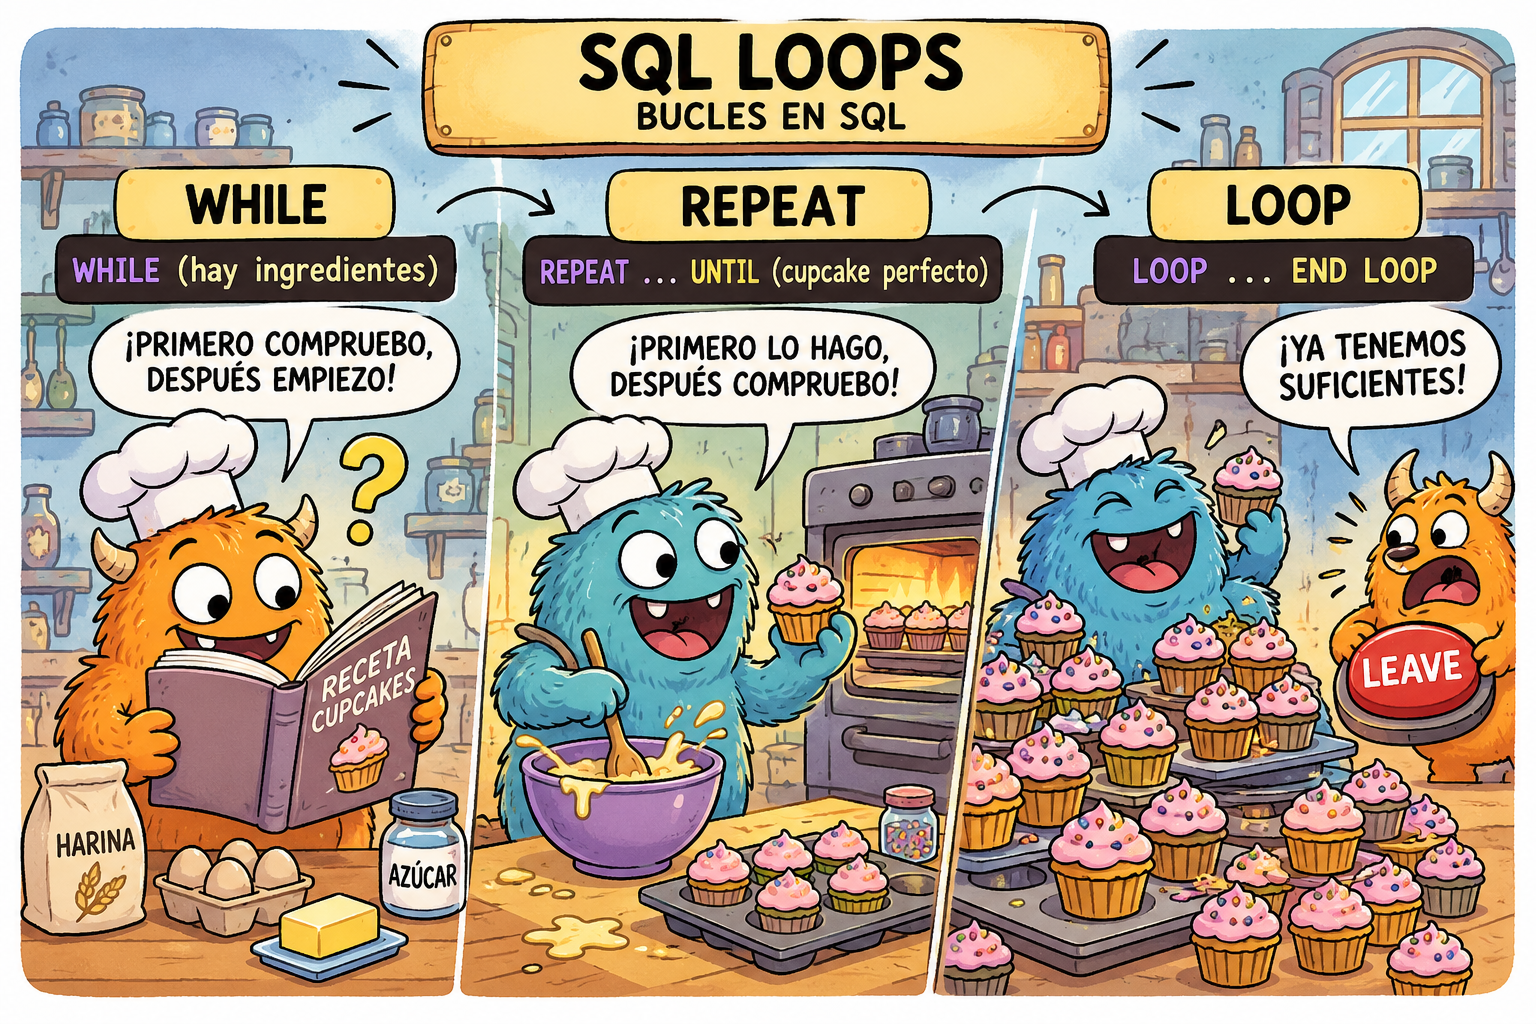 SQL LOOPS
BUCLES EN SQL
WHILE
WHILE (hay ingredientes)
¡PRIMERO COMPRUEBO,
DESPUÉS EMPIEZO!
?
RECETA
CUPCAKES
HARINA
AZÚCAR
REPEAT
REPEAT ... UNTIL (cupcake perfecto)
¡PRIMERO LO HAGO,
DESPUÉS COMPRUEBO!
LOOP
LOOP ... END LOOP
¡YA TENEMOS
SUFICIENTES!
LEAVE